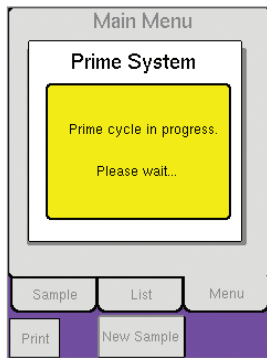 Main Menu
Prime System
Prime cycle in progress.
Please wait...
Sample List Menu
Print New Sample